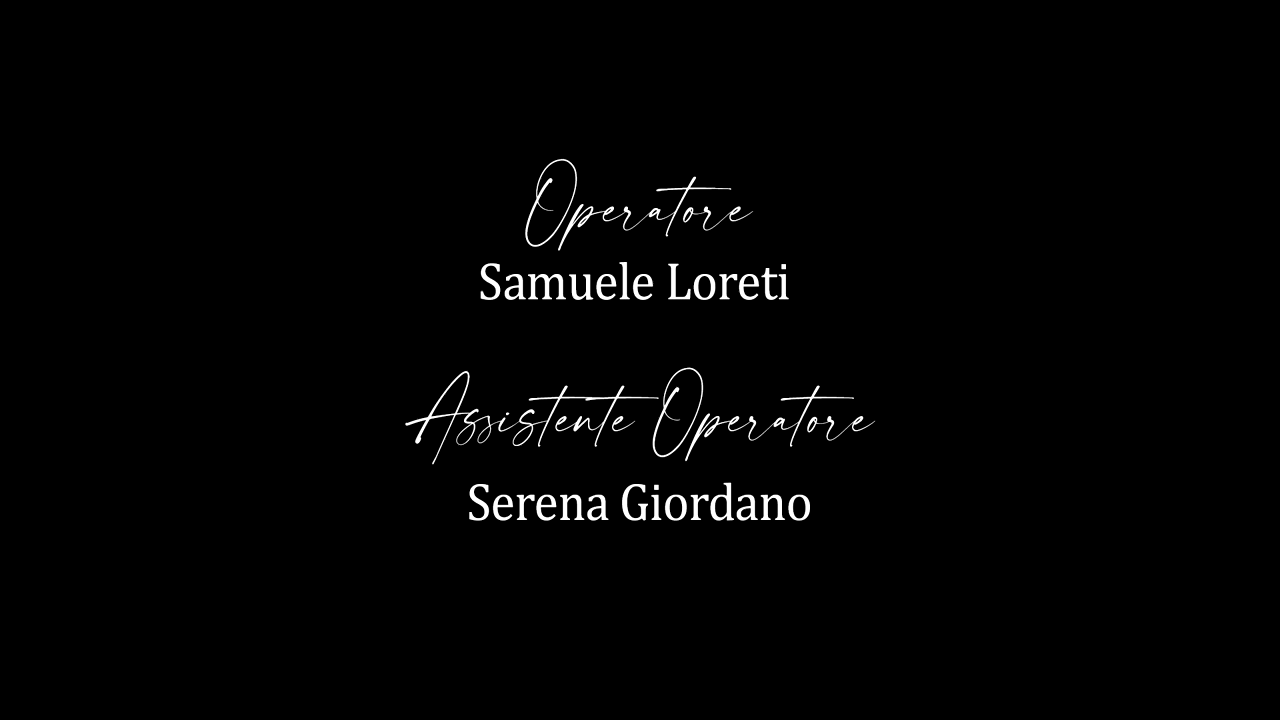 Operatore
Samuele Loreti
Assistente Operatore
Serena Giordano